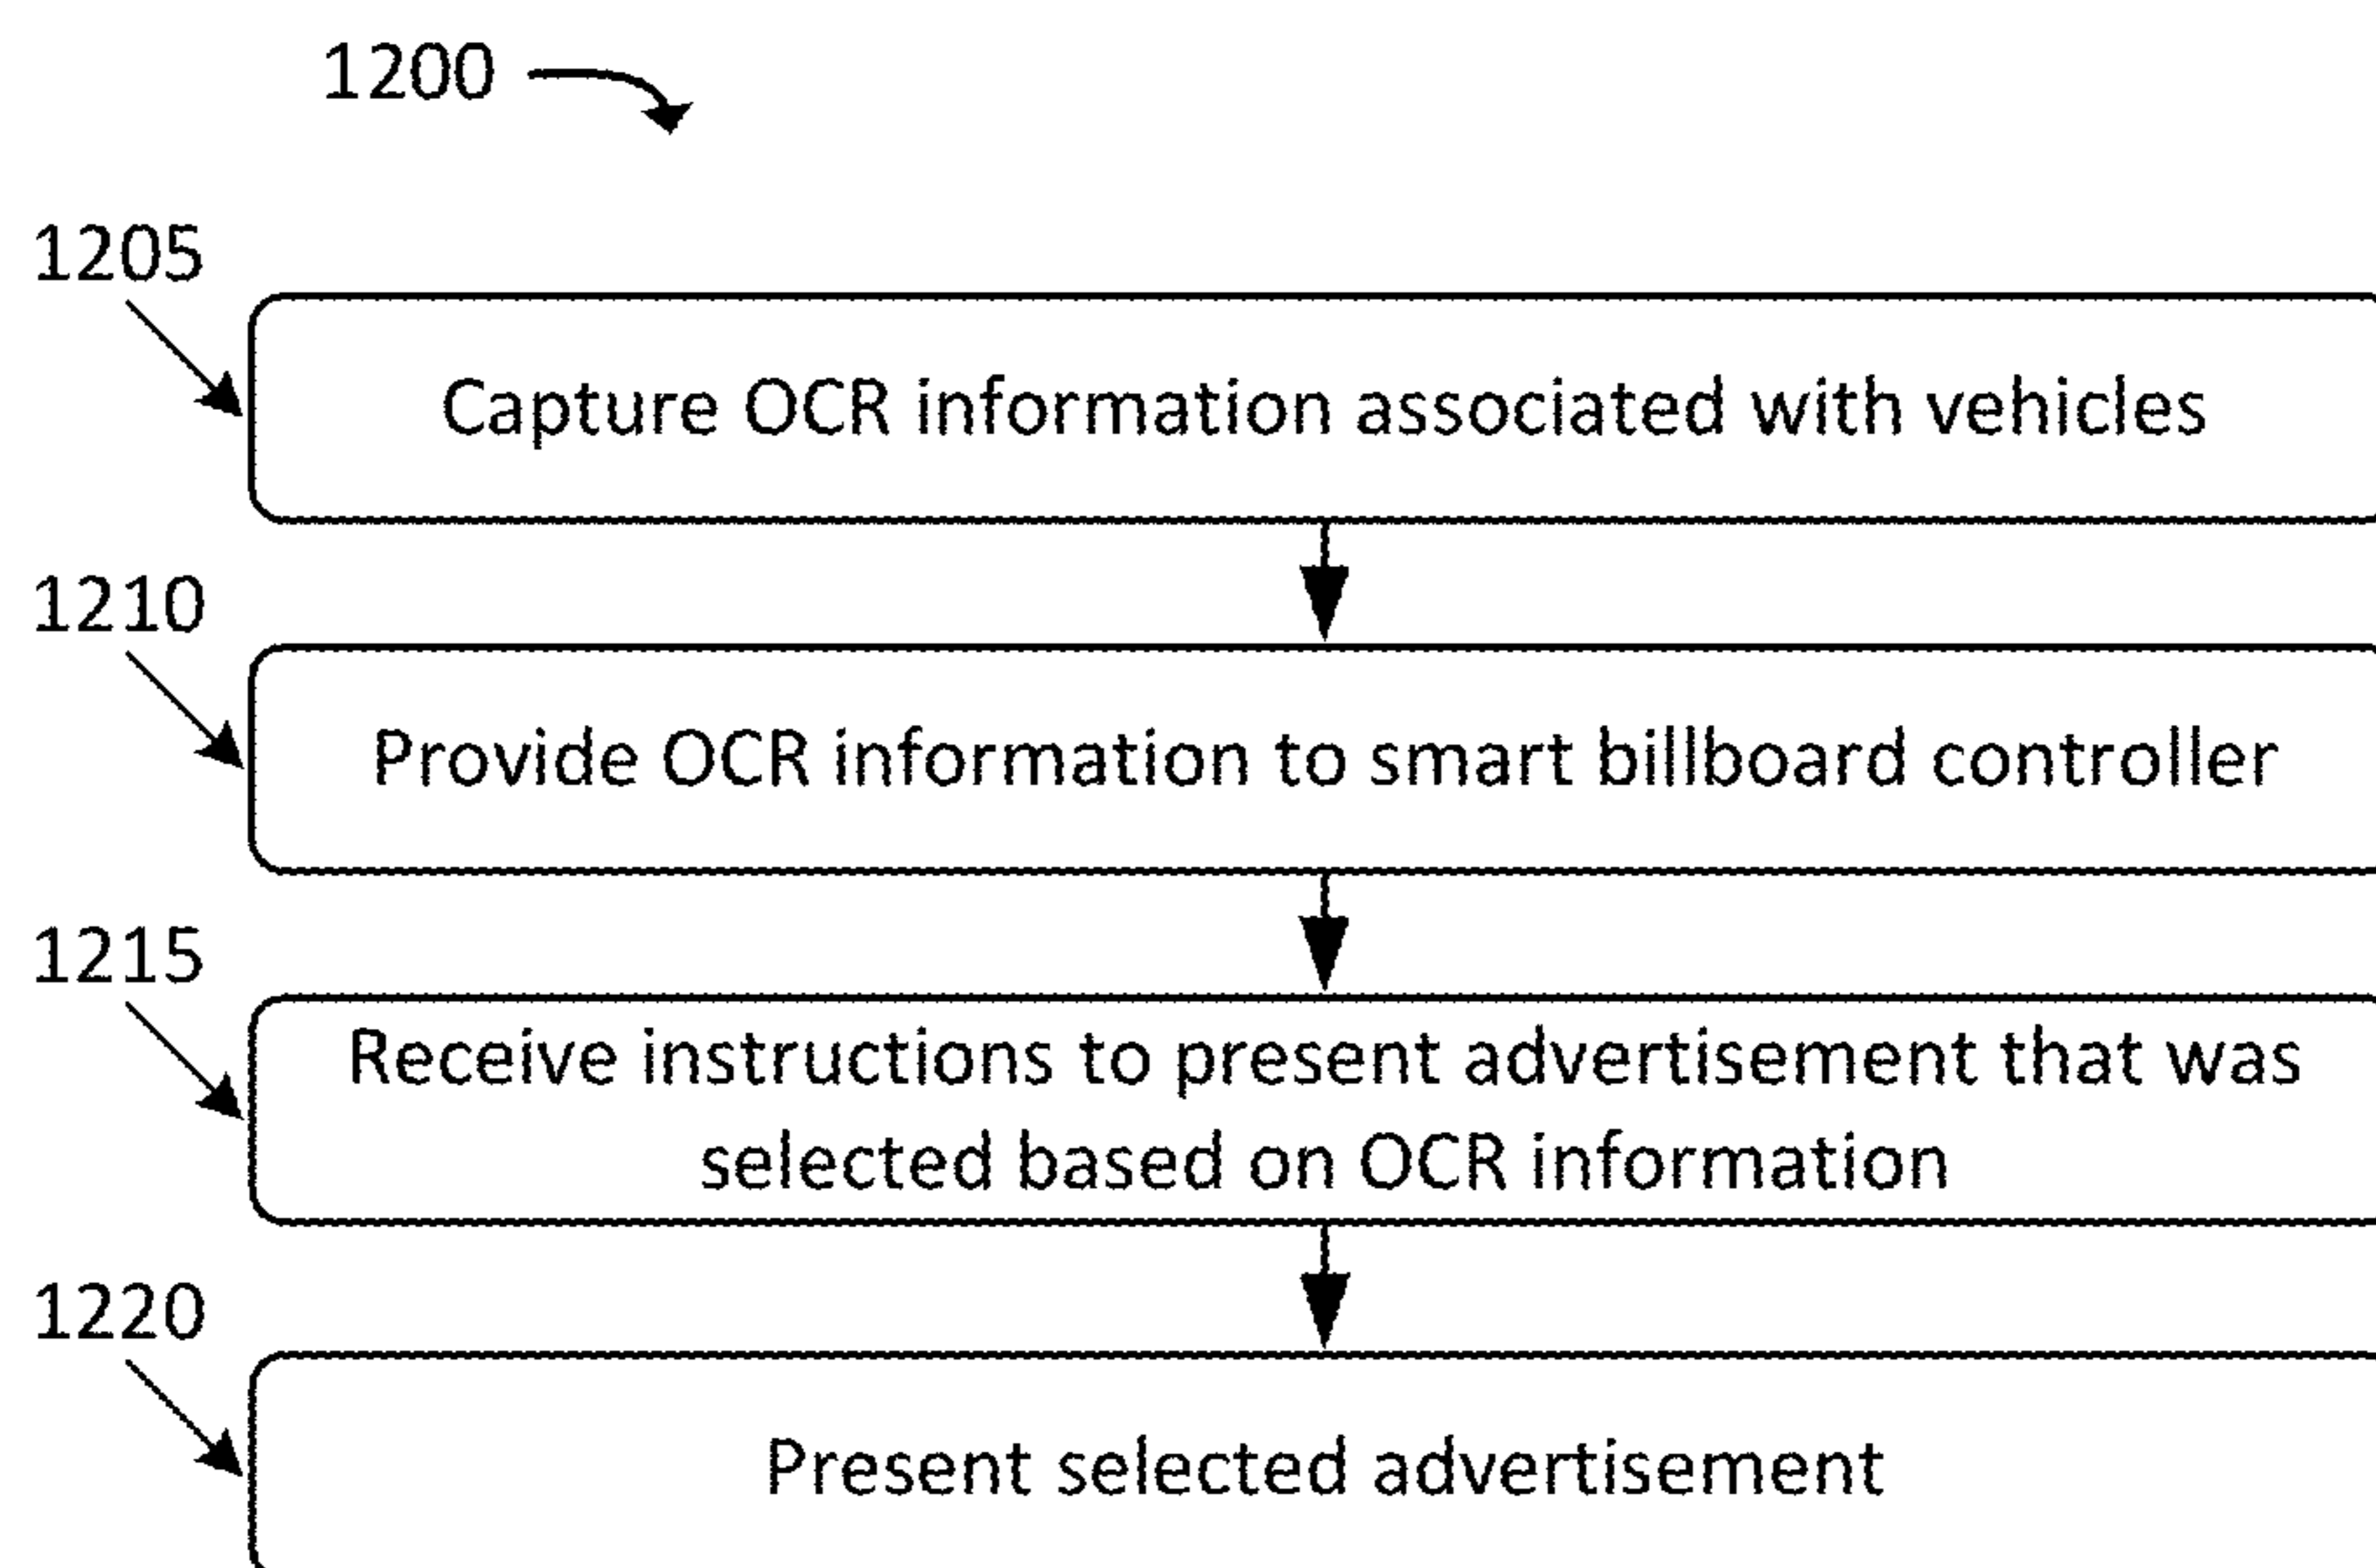 1200
1205
Capture OCR information associated with vehicles
1210
Provide OCR information to smart billboard controller
1215
Receive instructions to present advertisement that was
selected based on OCR information
1220
Present selected advertisement